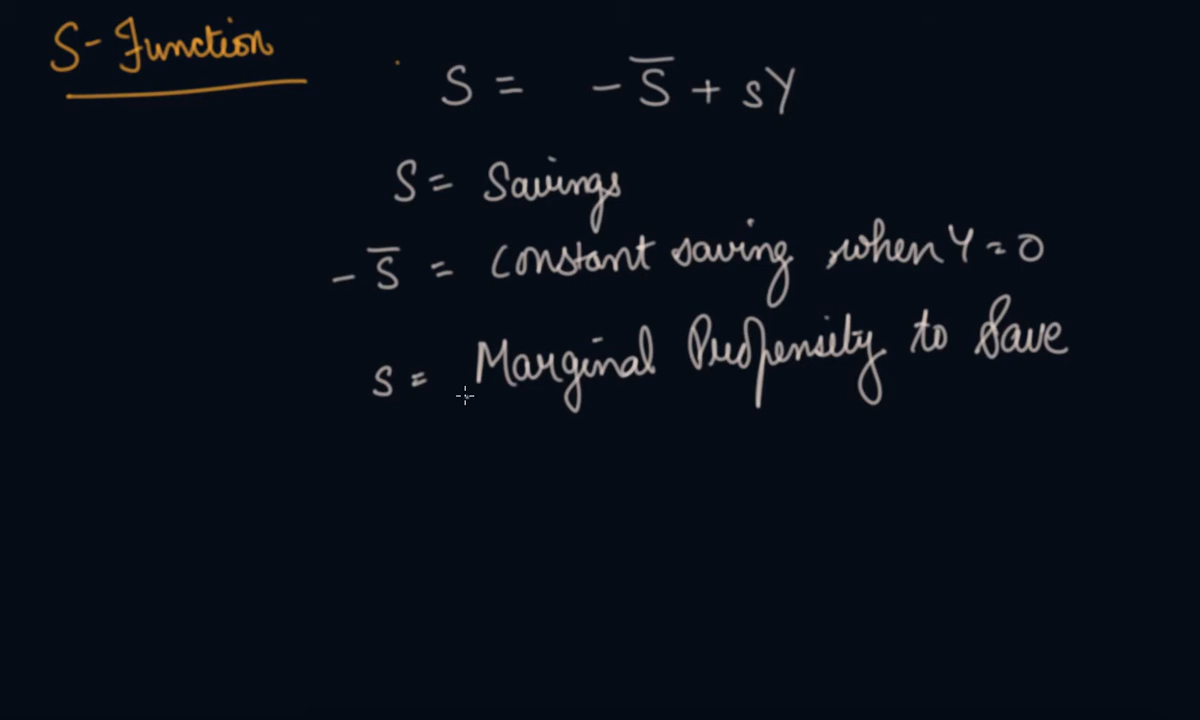 S- Function
S = -S̅ + sY
S = Savings
-S̅ = constant saving when Y = 0
s = Marginal Propensity to Save